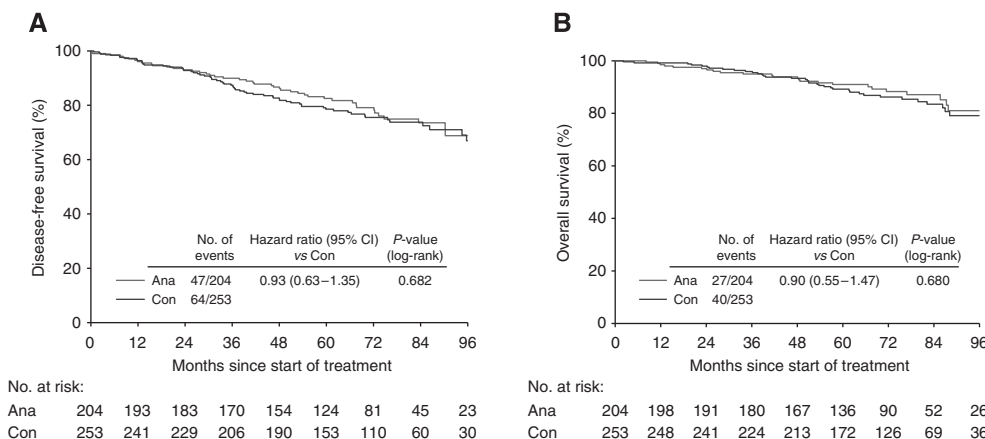 A
Disease-free survival (%)
100
80
60
40
20
0
No. of events
Hazard ratio (95% CI) vs Con
P-value (log-rank)
Ana 47/204 0.93 (0.63–1.35) 0.682
Con 64/253
0 12 24 36 48 60 72 84 96
Months since start of treatment
No. at risk:
Ana 204 193 183 170 154 124 81 45 23
Con 253 241 229 206 190 153 110 60 30
B
Overall survival (%)
100
80
60
40
20
0
No. of events
Hazard ratio (95% CI) vs Con
P-value (log-rank)
Ana 27/204 0.90 (0.55–1.47) 0.680
Con 40/253
0 12 24 36 48 60 72 84 96
Months since start of treatment
No. at risk:
Ana 204 198 191 180 167 136 90 52 26
Con 253 248 241 224 213 172 126 69 36